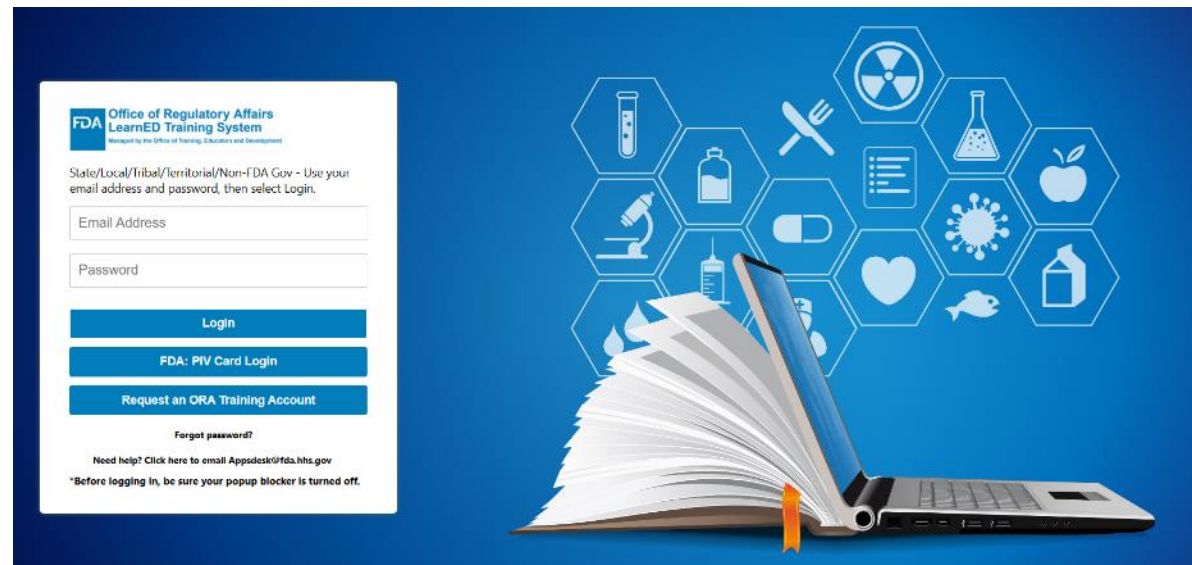 FDA
Office of Regulatory Affairs
LearnED Training System
Managed by the Office of Training, Education and Development
State/Local/Tribal/Territorial/Non-FDA Gov - Use your
email address and password, then select Login.
Email Address
Password
Login
FDA: PIV Card Login
Request an ORA Training Account
Forgot password?
Need help? Click here to email Appsdesk@fda.hhs.gov
*Before logging in, be sure your popup blocker is turned off.